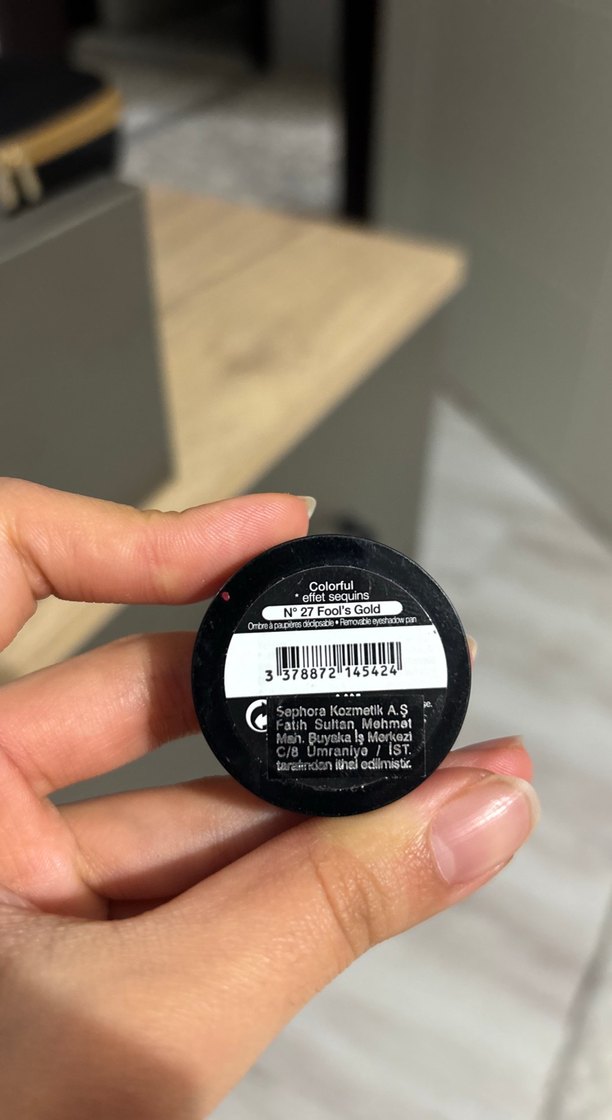 Colorful
* effet sequins
N° 27 Fool's Gold
Ombre à paupières déclipsable • Removable eyeshadow pan
3 378872 145424
Sephora Kozmetik A.Ş
Fatih Sultan Mehmet
Mah. Buyaka İş Merkezi
C/8 Ümraniye / İST.
tarafından ithal edilmiştir.